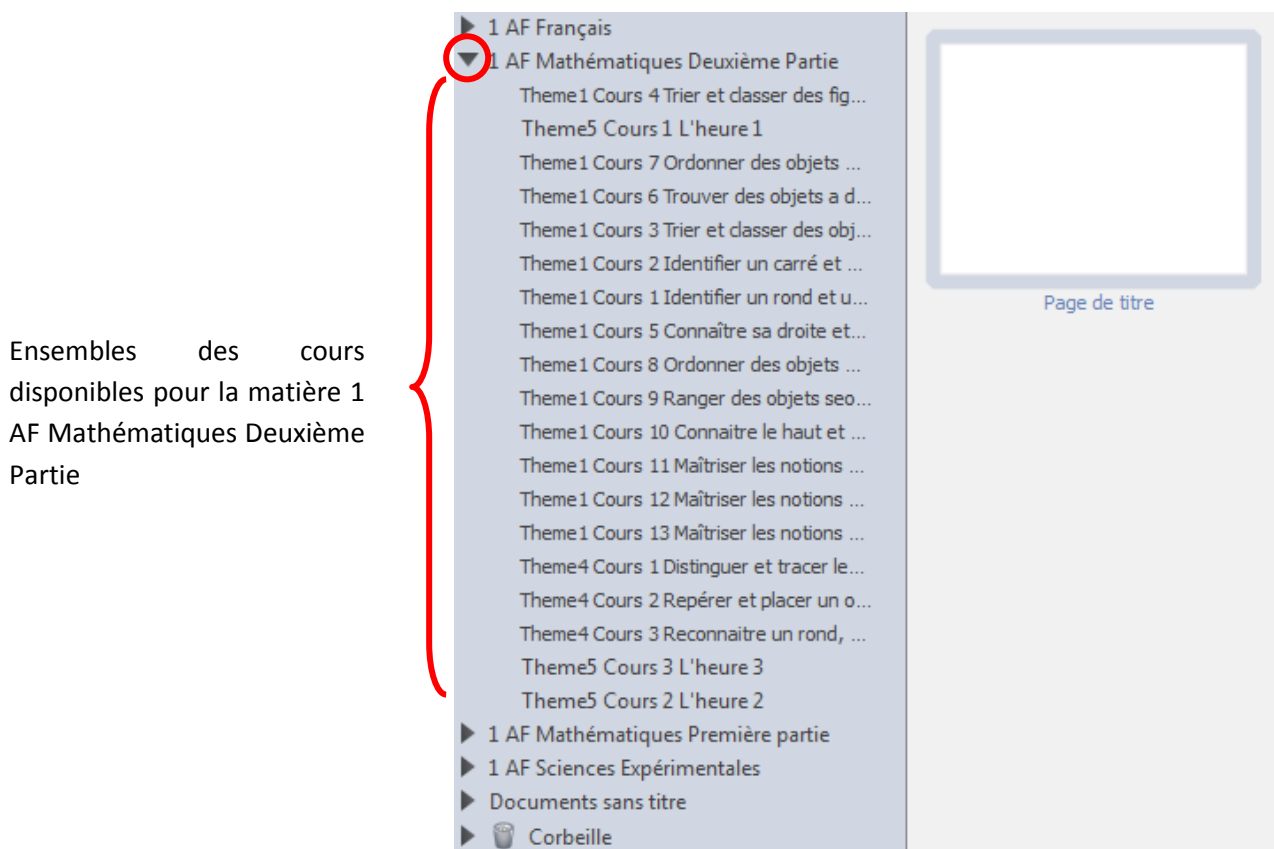 Ensembles des cours
disponibles pour la matière 1
AF Mathématiques Deuxième
Partie
1 AF Français
1 AF Mathématiques Deuxième Partie
Theme1 Cours 4 Trier et classer des fig...
Theme5 Cours 1 L'heure 1
Theme1 Cours 7 Ordonner des objets ...
Theme1 Cours 6 Trouver des objets a d...
Theme1 Cours 3 Trier et classer des obj...
Theme1 Cours 2 Identifier un carré et ...
Theme1 Cours 1 Identifier un rond et u...
Theme1 Cours 5 Connaître sa droite et...
Theme1 Cours 8 Ordonner des objets ...
Theme1 Cours 9 Ranger des objets seo...
Theme1 Cours 10 Connaitre le haut et ...
Theme1 Cours 11 Maîtriser les notions ...
Theme1 Cours 12 Maîtriser les notions ...
Theme1 Cours 13 Maîtriser les notions ...
Theme4 Cours 1 Distinguer et tracer le...
Theme4 Cours 2 Repérer et placer un o...
Theme4 Cours 3 Reconnaitre un rond, ...
Theme5 Cours 3 L'heure 3
Theme5 Cours 2 L'heure 2
1 AF Mathématiques Première partie
1 AF Sciences Expérimentales
Documents sans titre
Corbeille
Page de titre